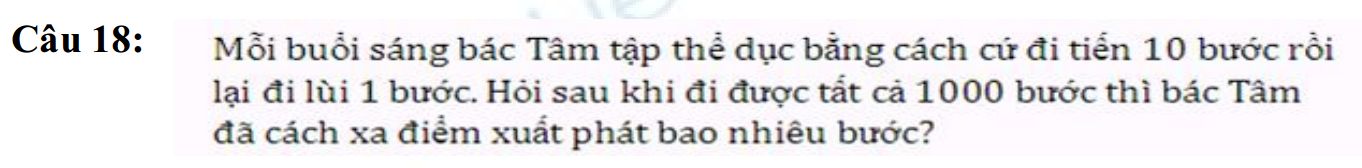 Câu 18: Mỗi buổi sáng bác Tâm tập thể dục bằng cách cứ đi tiến 10 bước rồi
lại đi lùi 1 bước. Hỏi sau khi đi được tất cả 1000 bước thì bác Tâm
đã cách xa điểm xuất phát bao nhiêu bước?